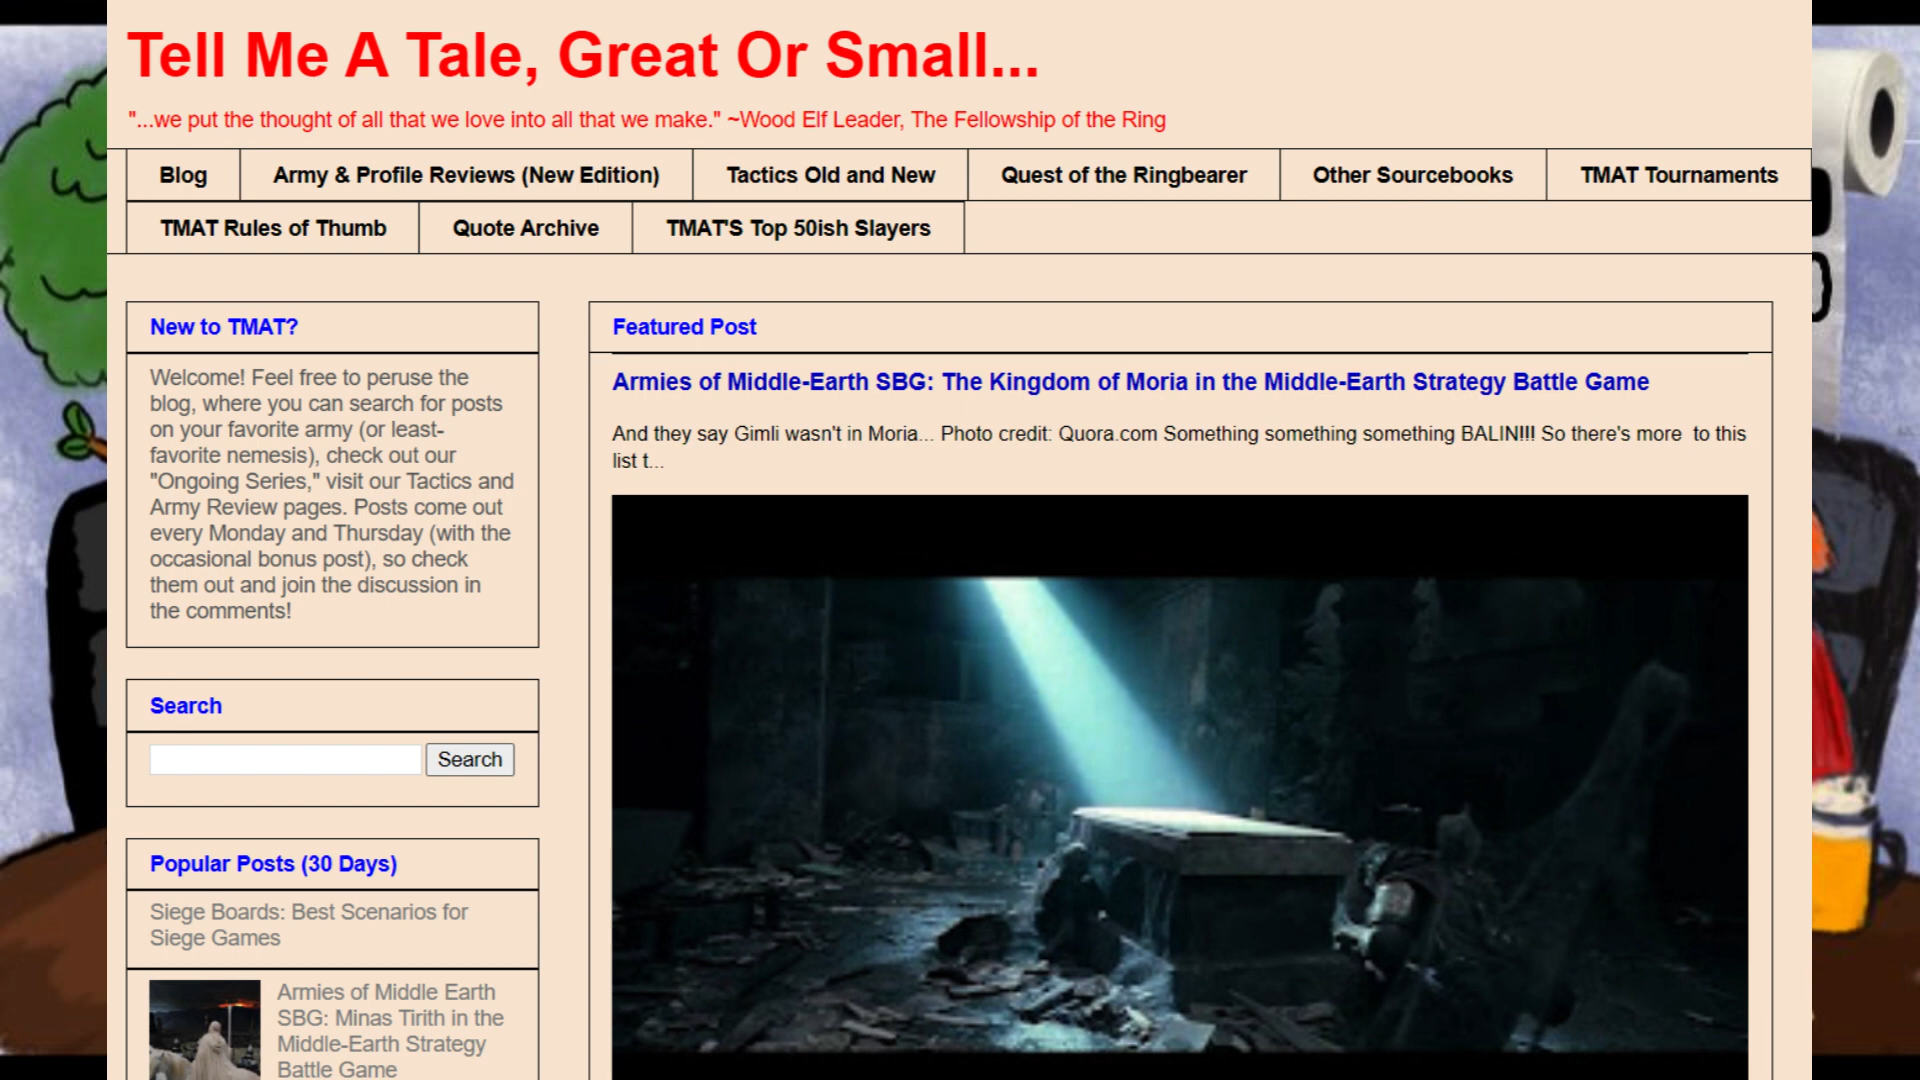 Tell Me A Tale, Great Or Small...
"...we put the thought of all that we love into all that we make." ~Wood Elf Leader, The Fellowship of the Ring
Blog
Army & Profile Reviews (New Edition)
Tactics Old and New
Quest of the Ringbearer
Other Sourcebooks
TMAT Tournaments
TMAT Rules of Thumb
Quote Archive
TMAT'S Top 50ish Slayers
New to TMAT?
Welcome! Feel free to peruse the
blog, where you can search for posts
on your favorite army (or least-
favorite nemesis), check out our
"Ongoing Series," visit our Tactics and
Army Review pages. Posts come out
every Monday and Thursday (with the
occasional bonus post), so check
them out and join the discussion in
the comments!
Search
Search
Popular Posts (30 Days)
Siege Boards: Best Scenarios for
Siege Games
Armies of Middle Earth
SBG: Minas Tirith in the
Middle-Earth Strategy
Battle Game
Featured Post
Armies of Middle-Earth SBG: The Kingdom of Moria in the Middle-Earth Strategy Battle Game
And they say Gimli wasn't in Moria... Photo credit: Quora.com Something something something BALIN!!! So there's more  to this
list t...